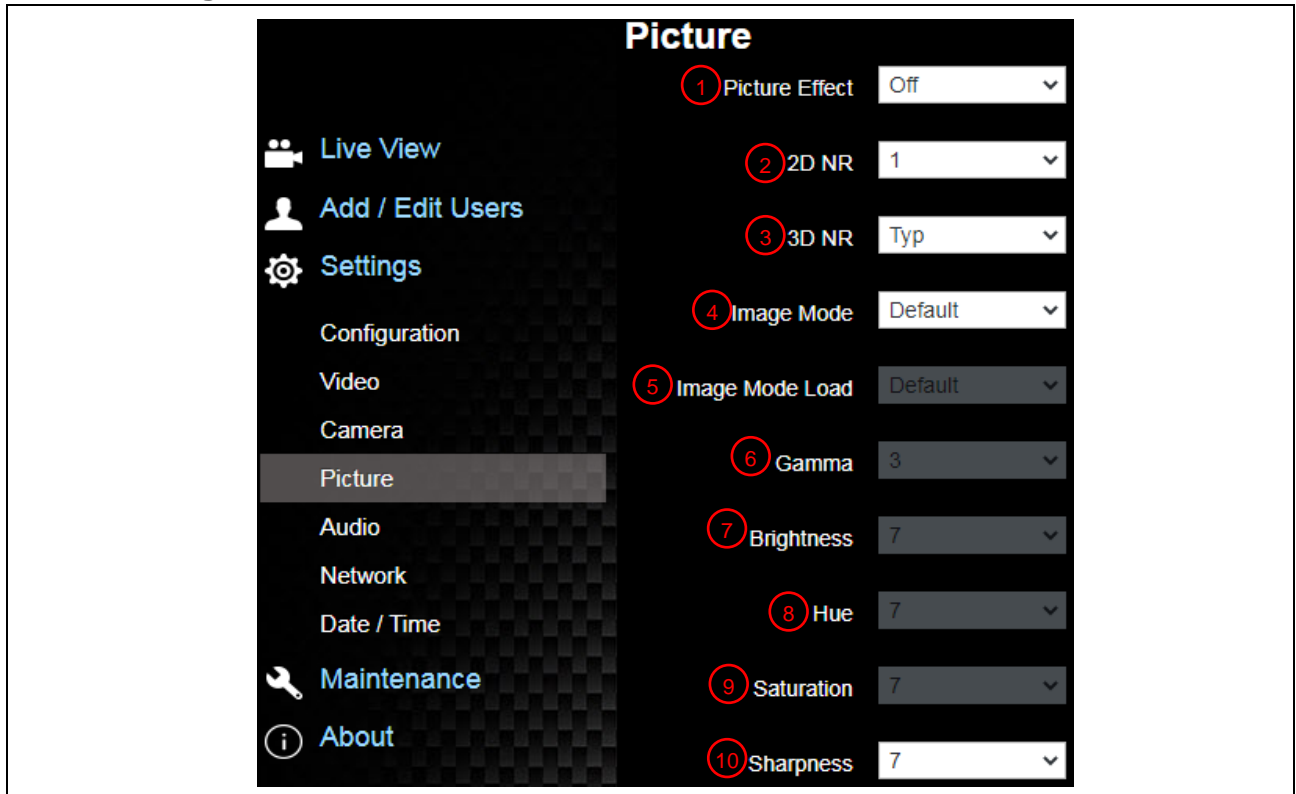 Picture
1 Picture Effect Off
Live View
2 2D NR 1
Add / Edit Users
3 3D NR Typ
Settings
4 Image Mode Default
Configuration
Video
5 Image Mode Load Default
Camera
6 Gamma 3
Picture
Audio
7 Brightness 7
Network
8 Hue 7
Date / Time
Maintenance
9 Saturation 7
About
10 Sharpness 7